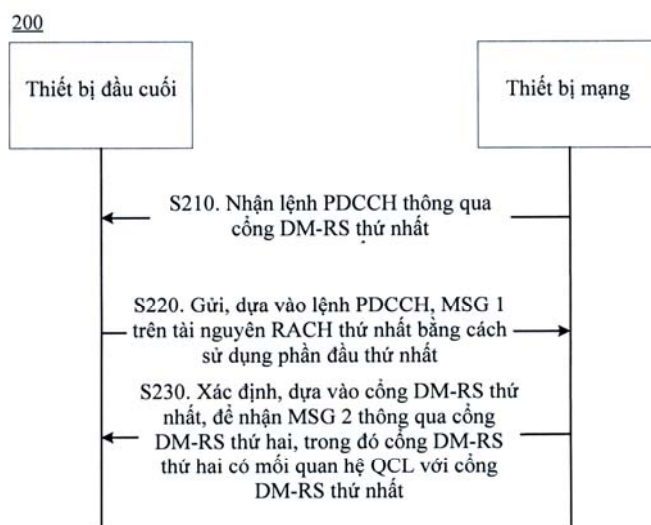 200
Thiết bị đầu cuối
Thiết bị mạng
S210. Nhận lệnh PDCCH thông qua
cổng DM-RS thứ nhất
S220. Gửi, dựa vào lệnh PDCCH, MSG 1
trên tài nguyên RACH thứ nhất bằng cách
sử dụng phần đầu thứ nhất
S230. Xác định, dựa vào cổng DM-RS thứ
nhất, để nhận MSG 2 thông qua cổng
DM-RS thứ hai, trong đó cổng DM-RS
thứ hai có mối quan hệ QCL với cổng
DM-RS thứ nhất